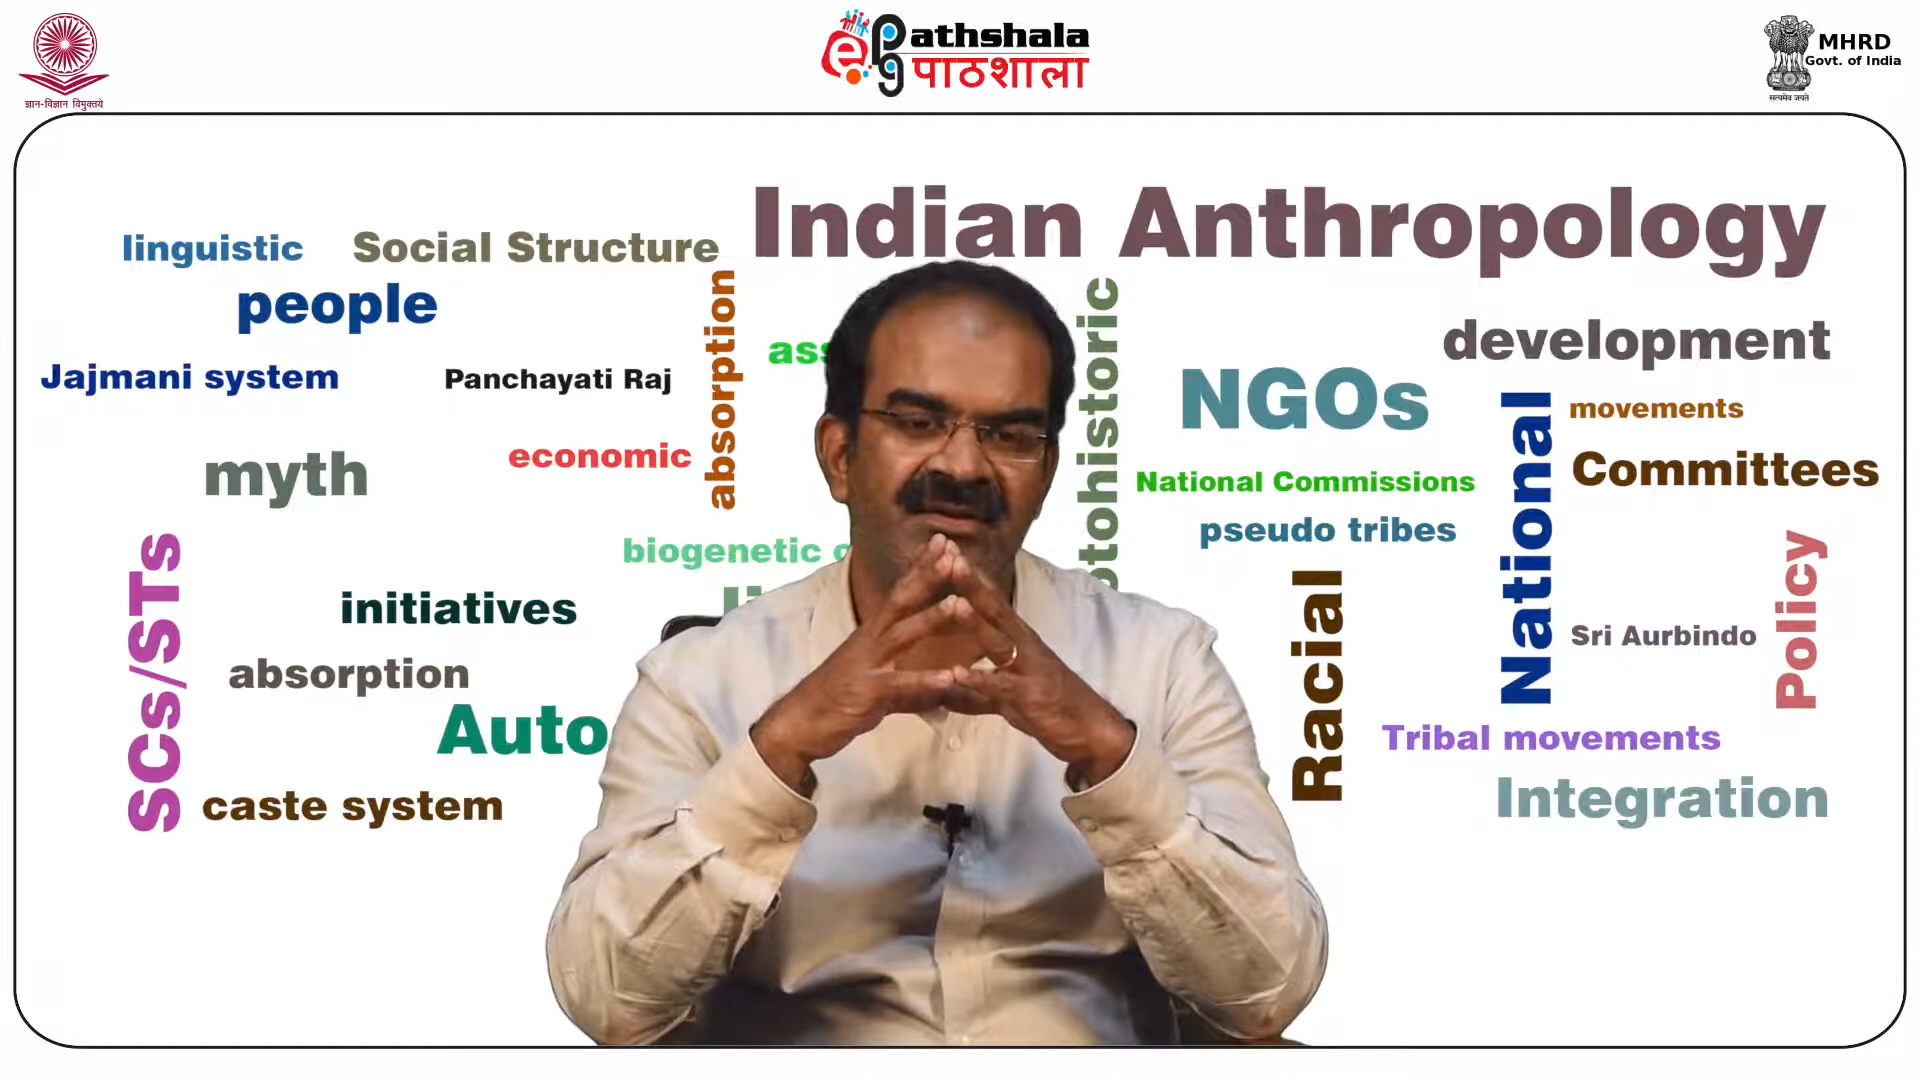 ज्ञान-विज्ञान विमुक्तये
ePGathshala
पाठशाला
MHRD
Govt. of India
सत्यमेव जयते
Indian Anthropology
linguistic
Social Structure
people
absorption
development
Jajmani system
Panchayati Raj
NGOs
National
movements
economic
myth
National Commissions
Committees
pseudo tribes
biogenetic
SCs/STs
initiatives
Racial
Sri Aurbindo
Policy
absorption
Auto
Tribal movements
caste system
Integration